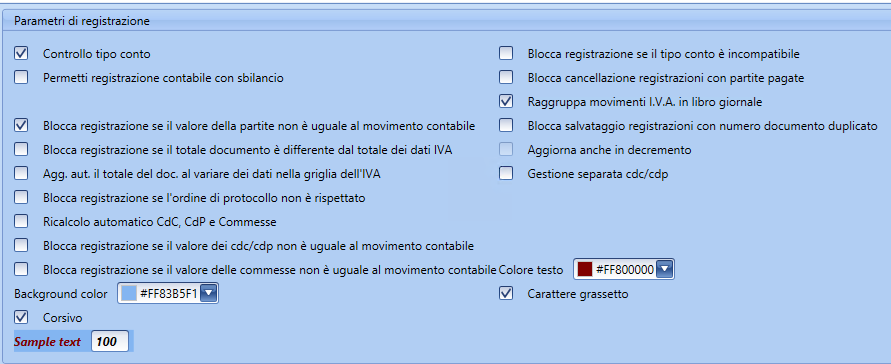 Parametri di registrazione
Controllo tipo conto
Blocca registrazione se il tipo conto è incompatibile
Permetti registrazione contabile con sbilancio
Blocca cancellazione registrazioni con partite pagate
Raggruppa movimenti I.V.A. in libro giornale
Blocca registrazione se il valore della partite non è uguale al movimento contabile
Blocca salvataggio registrazioni con numero documento duplicato
Blocca registrazione se il totale documento è differente dal totale dei dati IVA
Aggiorna anche in decremento
Agg. aut. il totale del doc. al variare dei dati nella griglia dell'IVA
Gestione separata cdc/cdp
Blocca registrazione se l'ordine di protocollo non è rispettato
Ricalcolo automatico CdC, CdP e Commesse
Blocca registrazione se il valore dei cdc/cdp non è uguale al movimento contabile
Blocca registrazione se il valore delle commesse non è uguale al movimento contabile
Colore testo #FF800000
Background color #FF83B5F1
Carattere grassetto
Corsivo
Sample text 100